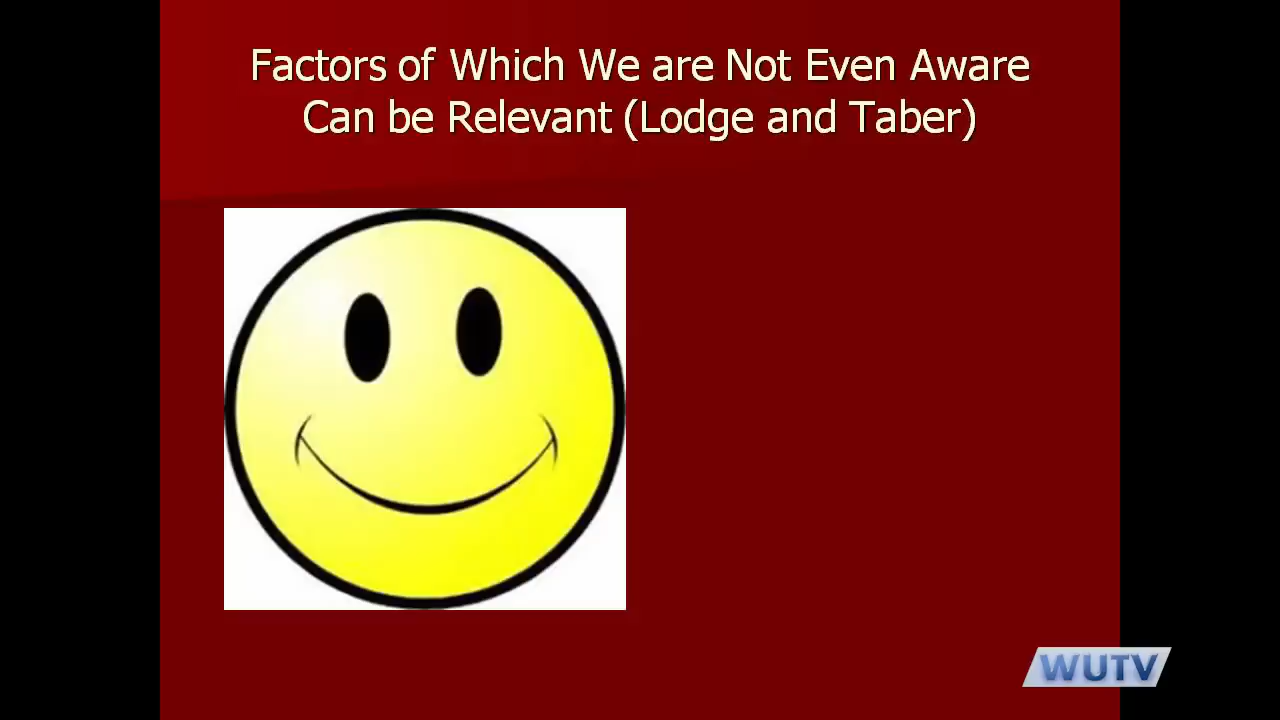 Factors of Which We are Not Even Aware
Can be Relevant (Lodge and Taber)
WUTV